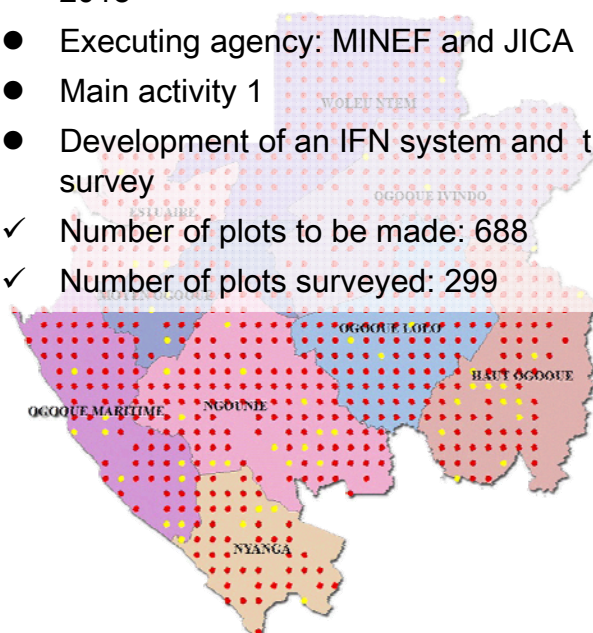 ● Executing agency: MINEF and JICA
● Main activity 1
WOLEU NTEM
● Development of an IFN system and t
survey
OGOOUE IVINDO
ESTUAIRE
✓ Number of plots to be made: 688
✓ Number of plots surveyed: 299
MOYEN OGOOUE
OGOOUE LOLO
HAUT OGOOUE
OGOOUE MARITIME
NGOUNIE
NYANGA